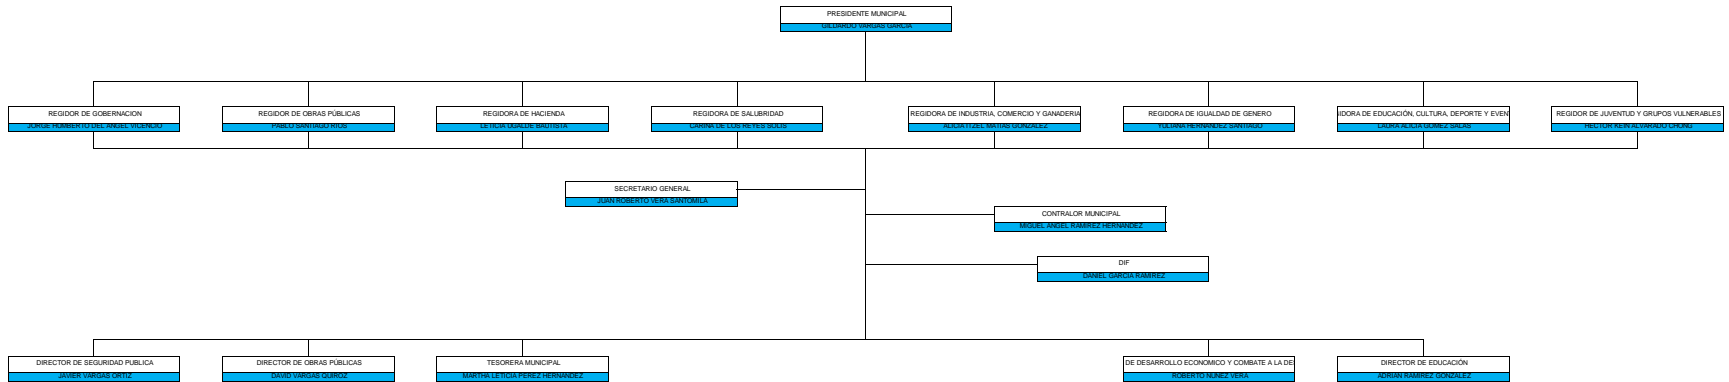 PRESIDENTE MUNICIPAL
GILDARDO VARGAS GARCIA
REGIDOR DE GOBERNACION
JORGE HUMBERTO DEL ANGEL VICENCIO
REGIDOR DE OBRAS PÚBLICAS
PABLO SANTIAGO RIOS
REGIDORA DE HACIENDA
LETICIA UGALDE BAUTISTA
REGIDORA DE SALUBRIDAD
CARINA DE LOS REYES SOLIS
REGIDORA DE INDUSTRIA, COMERCIO Y GANADERIA
ALICIA ITZEL MATIAS GONZALEZ
REGIDORA DE IGUALDAD DE GENERO
YULIANA HERNANDEZ SANTIAGO
IDORA DE EDUCACIÓN, CULTURA, DEPORTE Y EVEN
LAURA ALICIA GOMEZ SALAS
REGIDOR DE JUVENTUD Y GRUPOS VULNERABLES
HECTOR KEIN ALVARADO CHUNG
SECRETARIO GENERAL
JUAN ROBERTO VERA SANTOMILA
CONTRALOR MUNICIPAL
MIGUEL ANGEL RAMIREZ HERNANDEZ
DIF
DANIEL GARCIA RAMIREZ
DIRECTOR DE SEGURIDAD PUBLICA
JAVIER VARGAS ORTIZ
DIRECTOR DE OBRAS PÚBLICAS
DAVID VARGAS QUIROZ
TESORERA MUNICIPAL
MARTHA LETICIA PEREZ HERNANDEZ
DE DESARROLLO ECONOMICO Y COMBATE A LA DE
ROBERTO NUÑEZ VERA
DIRECTOR DE EDUCACIÓN
ADRIAN RAMIREZ GONZALEZ